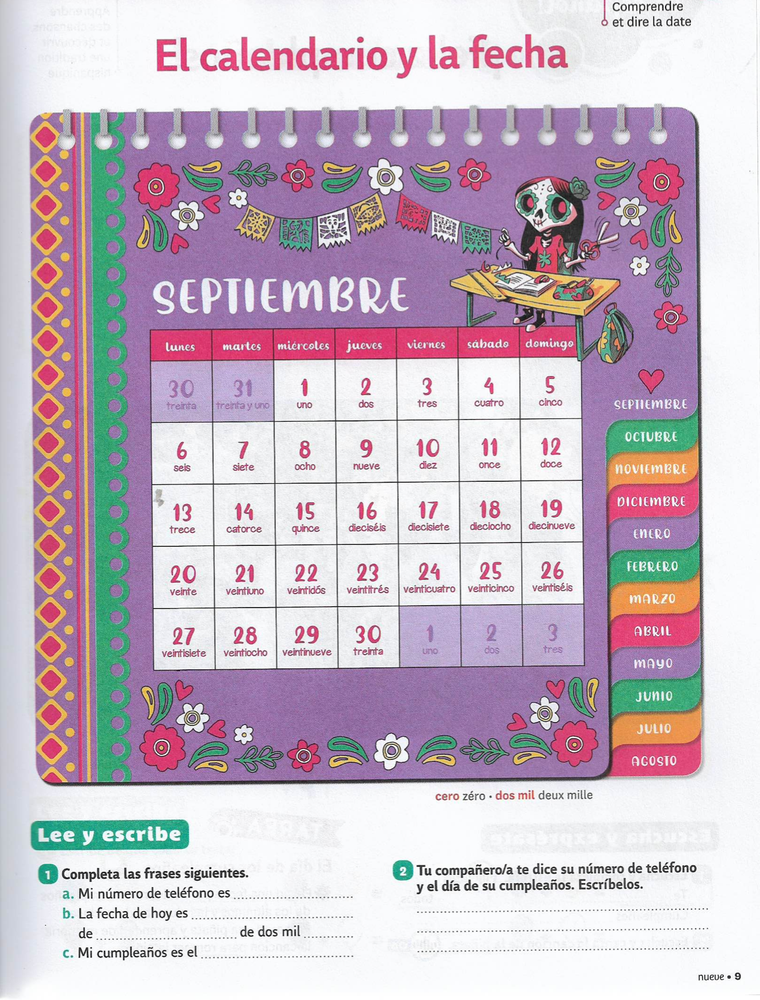 Comprendre
et dire la date
El calendario y la fecha
SEPTIEMBRE
lunes martes miércoles jueves viernes sábado domingo
30 31 1 2 3 4 5
treinta treinta y uno uno dos tres cuatro cinco
6 7 8 9 10 11 12
seis siete ocho nueve diez once doce
13 14 15 16 17 18 19
trece catorce quince dieciséis diecisiete dieciocho diecinueve
20 21 22 23 24 25 26
veinte veintiuno veintidós veintitrés veinticuatro veinticinco veintiséis
27 28 29 30 1 2 3
veintisiete veintiocho veintinueve treinta uno dos tres
SEPTIEMBRE
OCTUBRE
NOVIEMBRE
DICIEMBRE
ENERO
FEBRERO
MARZO
ABRIL
MAYO
JUNIO
JULIO
AGOSTO
cero zéro • dos mil deux mille
Lee y escribe
1 Completa las frases siguientes.
a. Mi número de teléfono es
b. La fecha de hoy es
de de dos mil
c. Mi cumpleaños es el
2 Tu compañero/a te dice su número de teléfono
y el día de su cumpleaños. Escríbelos.
nueve • 9